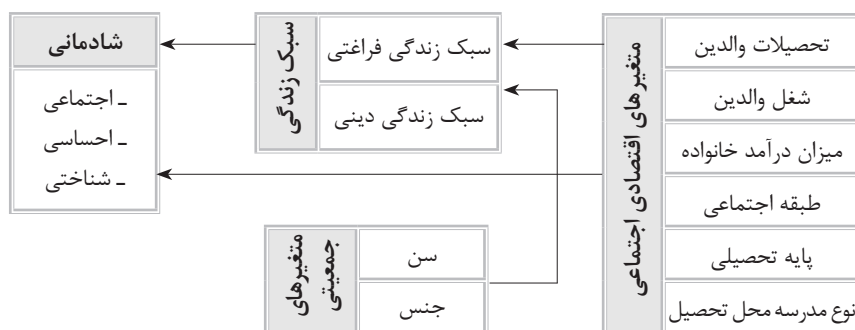 تحصیلات والدین
شغل والدین
میزان درآمد خانواده
طبقه اجتماعی
پایه تحصیلی
نوع مدرسه محل تحصیل
متغیرهای اقتصادی اجتماعی
سبک زندگی فراغتی
سبک زندگی دینی
سبک زندگی
شادمانی
ـ اجتماعی
ـ احساسی
ـ شناختی
سن
جنس
متغیرهای
جمعیتی